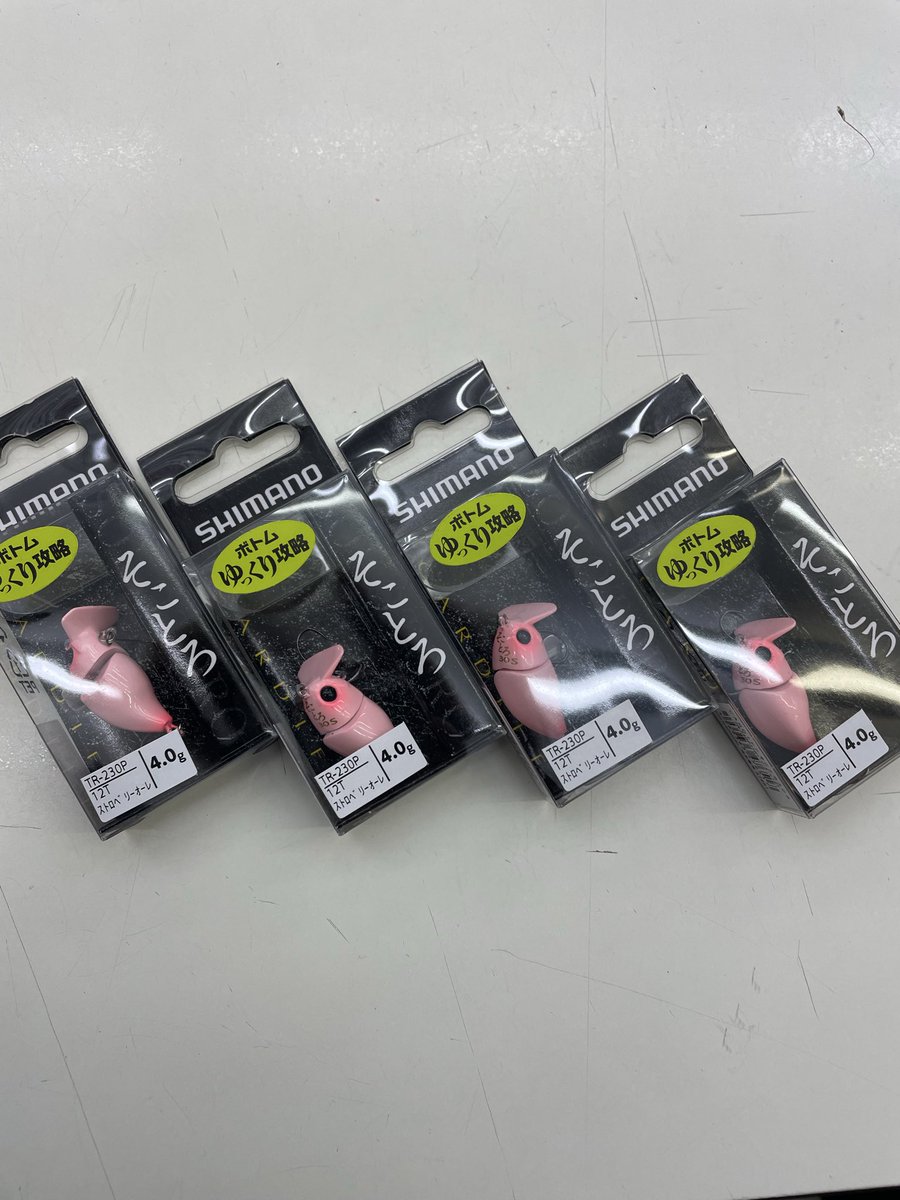 SHIMANO
ボトム
ゆっくり攻略
TR-230P
12T
ストロベリーオーレ
4.0g
SHIMANO
ボトム
ゆっくり攻略
TR-230P
12T
ストロベリーオーレ
4.0g
SHIMANO
ボトム
ゆっくり攻略
30S
TR-230P
12T
ストロベリーオーレ
4.0g
SHIMANO
ボトム
ゆっくり攻略
30S
TR-230P
12T
ストロベリーオーレ
4.0g